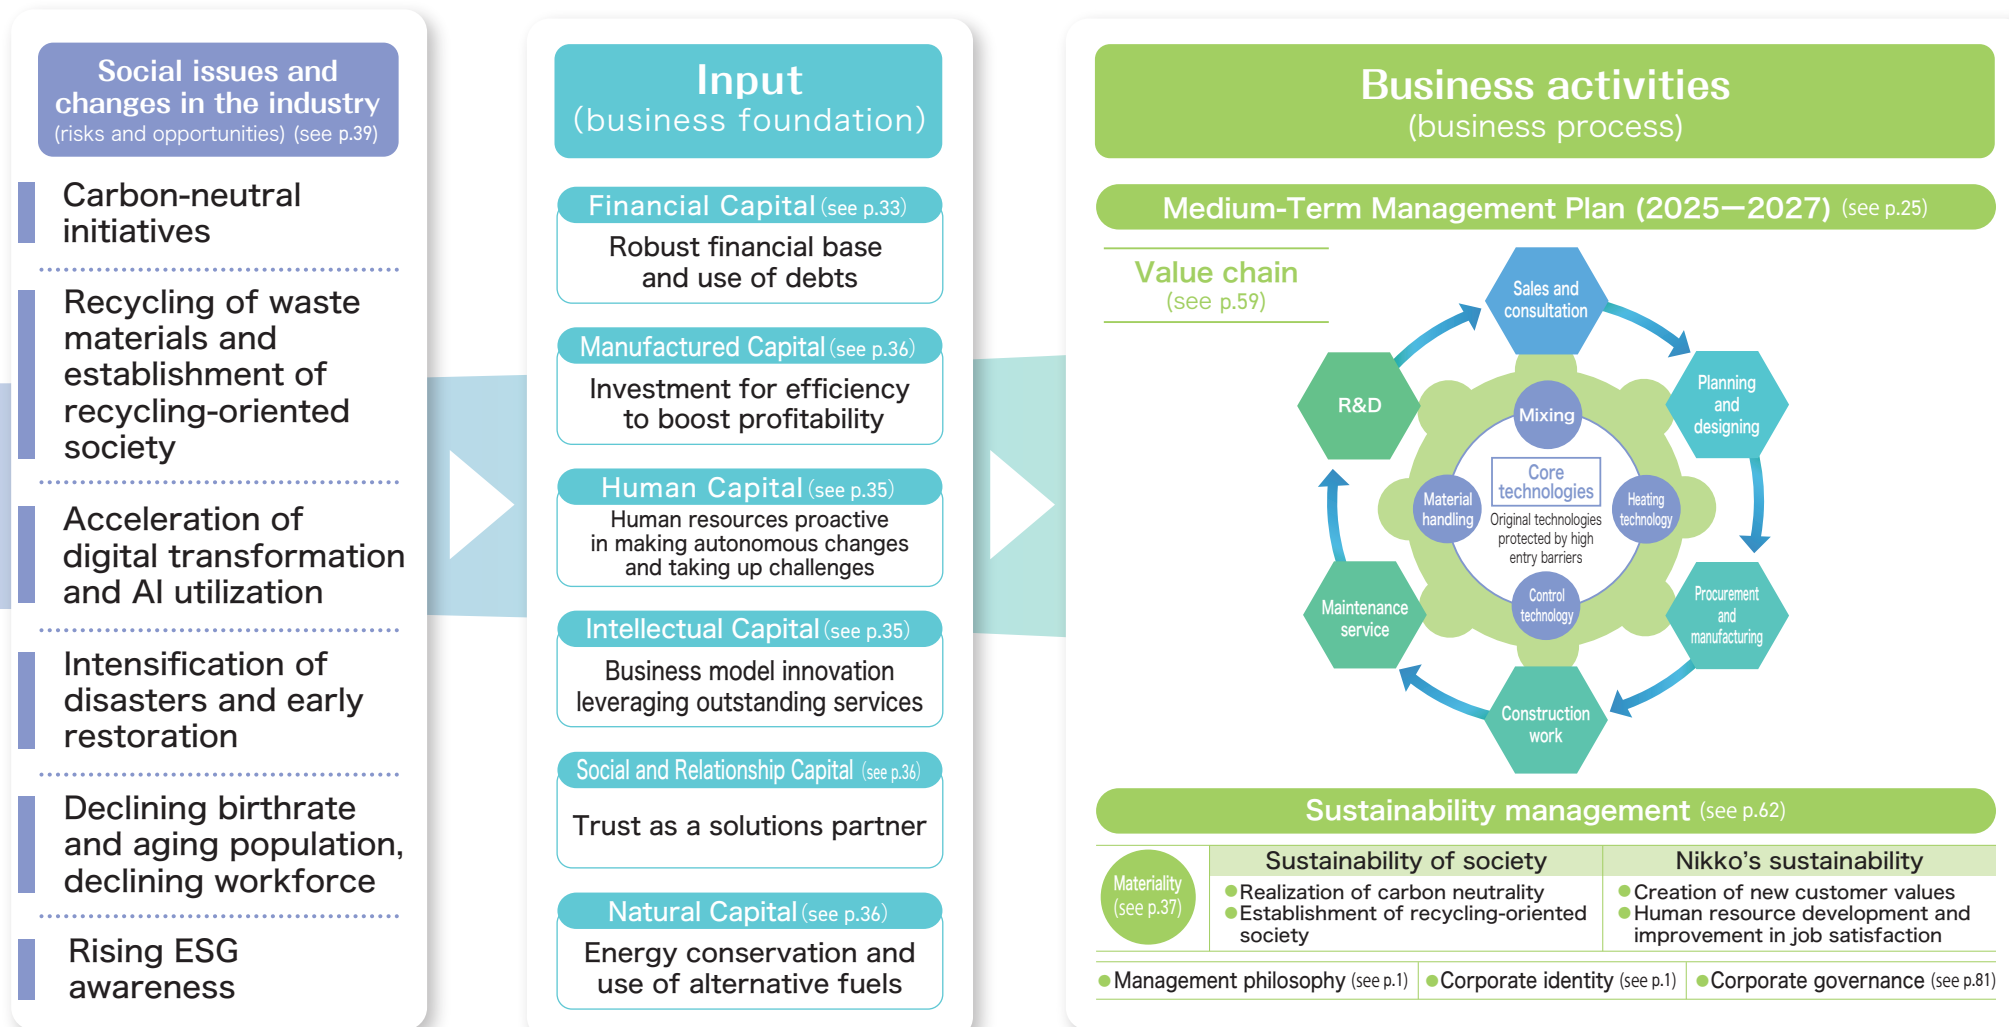 Social issues and
changes in the industry
(risks and opportunities) (see p.39)
Carbon-neutral
initiatives
Recycling of waste
materials and
establishment of
recycling-oriented
society
Acceleration of
digital transformation
and AI utilization
Intensification of
disasters and early
restoration
Declining birthrate
and aging population,
declining workforce
Rising ESG
awareness
Input
(business foundation)
Financial Capital (see p.33)
Robust financial base
and use of debts
Manufactured Capital (see p.36)
Investment for efficiency
to boost profitability
Human Capital (see p.35)
Human resources proactive
in making autonomous changes
and taking up challenges
Intellectual Capital (see p.35)
Business model innovation
leveraging outstanding services
Social and Relationship Capital (see p.36)
Trust as a solutions partner
Natural Capital (see p.36)
Energy conservation and
use of alternative fuels
Business activities
(business process)
Medium-Term Management Plan (2025—2027) (see p.25)
Value chain
(see p.59)
Sales and
consultation
Planning
and
designing
Procurement
and
manufacturing
Construction
work
Maintenance
service
R&D
Mixing
Heating
technology
Control
technology
Material
handling
Core
technologies
Original technologies
protected by high
entry barriers
Sustainability management (see p.62)
Materiality
(see p.37)
Sustainability of society
●Realization of carbon neutrality
●Establishment of recycling-oriented
society
Nikko's sustainability
●Creation of new customer values
●Human resource development and
improvement in job satisfaction
●Management philosophy (see p.1)
●Corporate identity (see p.1)
●Corporate governance (see p.81)